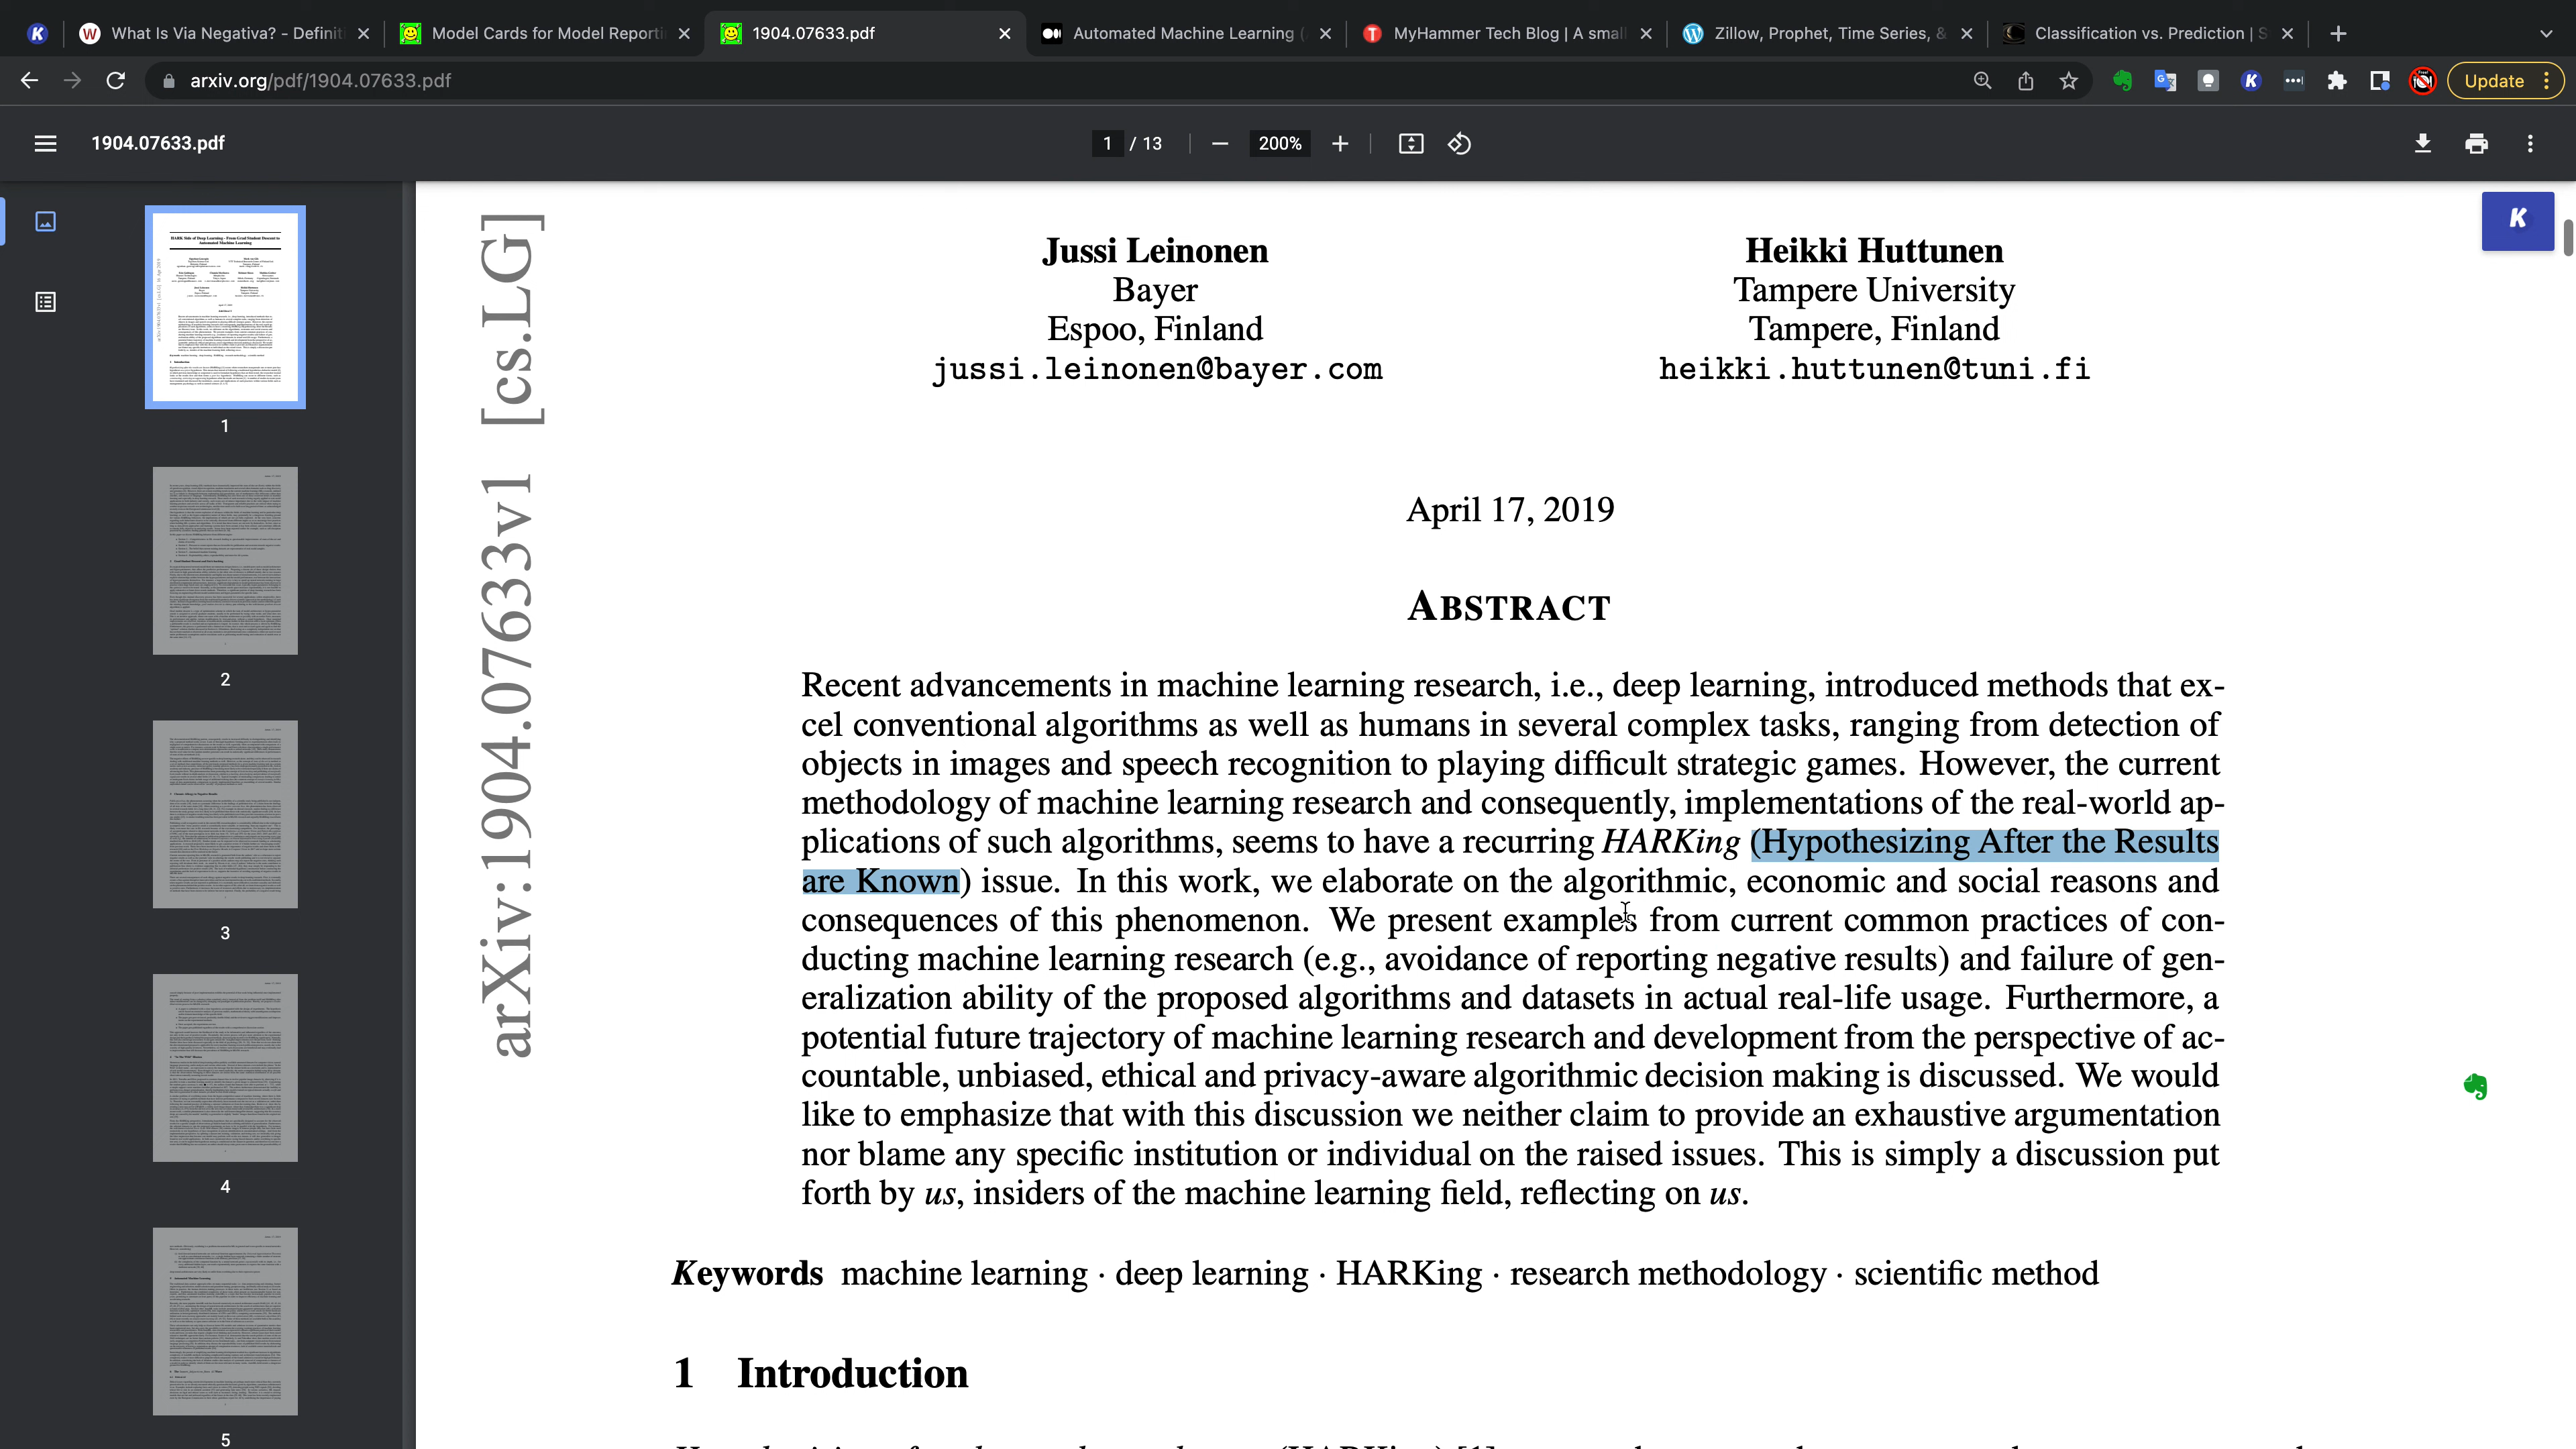 What Is Via Negativa? - Definiti
Model Cards for Model Reporti
1904.07633.pdf
Automated Machine Learning (
MyHammer Tech Blog | A small
Zillow, Prophet, Time Series, &
Classification vs. Prediction | S
arxiv.org/pdf/1904.07633.pdf
Update
1904.07633.pdf
1 / 13
200%
HARK Side of Deep Learning - From Grad Student Descent to
Automated Machine Learning
1
2
3
4
5
arXiv:1904.07633v1 [cs.LG]
Jussi Leinonen
Bayer
Espoo, Finland
jussi.leinonen@bayer.com
Heikki Huttunen
Tampere University
Tampere, Finland
heikki.huttunen@tuni.fi
April 17, 2019
ABSTRACT
Recent advancements in machine learning research, i.e., deep learning, introduced methods that ex-
cel conventional algorithms as well as humans in several complex tasks, ranging from detection of
objects in images and speech recognition to playing difficult strategic games. However, the current
methodology of machine learning research and consequently, implementations of the real-world ap-
plications of such algorithms, seems to have a recurring HARKing (Hypothesizing After the Results
are Known) issue. In this work, we elaborate on the algorithmic, economic and social reasons and
consequences of this phenomenon. We present examples from current common practices of con-
ducting machine learning research (e.g., avoidance of reporting negative results) and failure of gen-
eralization ability of the proposed algorithms and datasets in actual real-life usage. Furthermore, a
potential future trajectory of machine learning research and development from the perspective of ac-
countable, unbiased, ethical and privacy-aware algorithmic decision making is discussed. We would
like to emphasize that with this discussion we neither claim to provide an exhaustive argumentation
nor blame any specific institution or individual on the raised issues. This is simply a discussion put
forth by us, insiders of the machine learning field, reflecting on us.
Keywords machine learning · deep learning · HARKing · research methodology · scientific method
1 Introduction